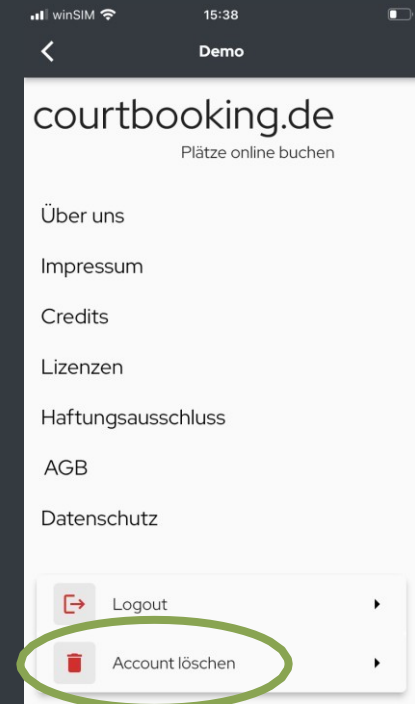 winSIM 15:38
Demo
courtbooking.de
Plätze online buchen
Über uns
Impressum
Credits
Lizenzen
Haftungsausschluss
AGB
Datenschutz
Logout
Account löschen